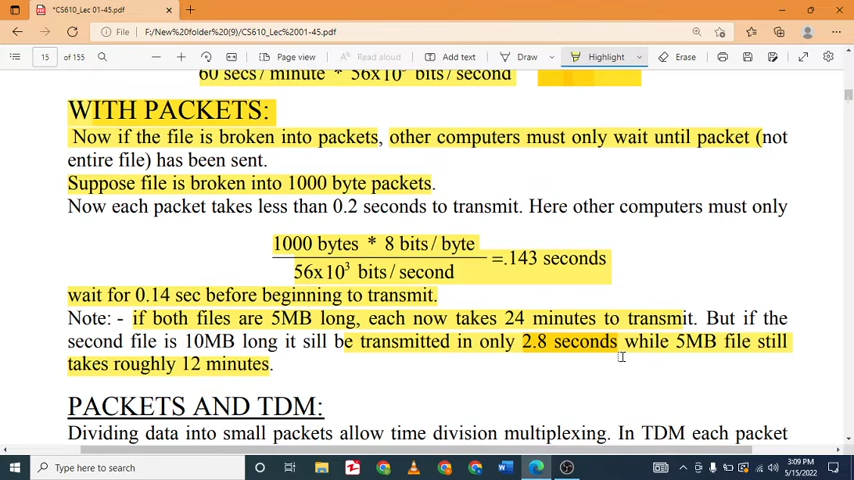 *CS610_Lec 01-45.pdf
File
F:/New%20folder%20(9)/CS610_Lec%2001-45.pdf
15 of 155
Page view
Read aloud
Add text
Draw
Highlight
Erase
60 secs / minute * 56x10³ bits / second
WITH PACKETS:
Now if the file is broken into packets, other computers must only wait until packet (not
entire file) has been sent.
Suppose file is broken into 1000 byte packets.
Now each packet takes less than 0.2 seconds to transmit. Here other computers must only
1000 bytes * 8 bits / byte
56x10³ bits / second
=.143 seconds
wait for 0.14 sec before beginning to transmit.
Note: - if both files are 5MB long, each now takes 24 minutes to transmit. But if the
second file is 10MB long it sill be transmitted in only 2.8 seconds while 5MB file still
takes roughly 12 minutes.
PACKETS AND TDM:
Dividing data into small packets allow time division multiplexing. In TDM each packet
Type here to search
3:09 PM
5/15/2022